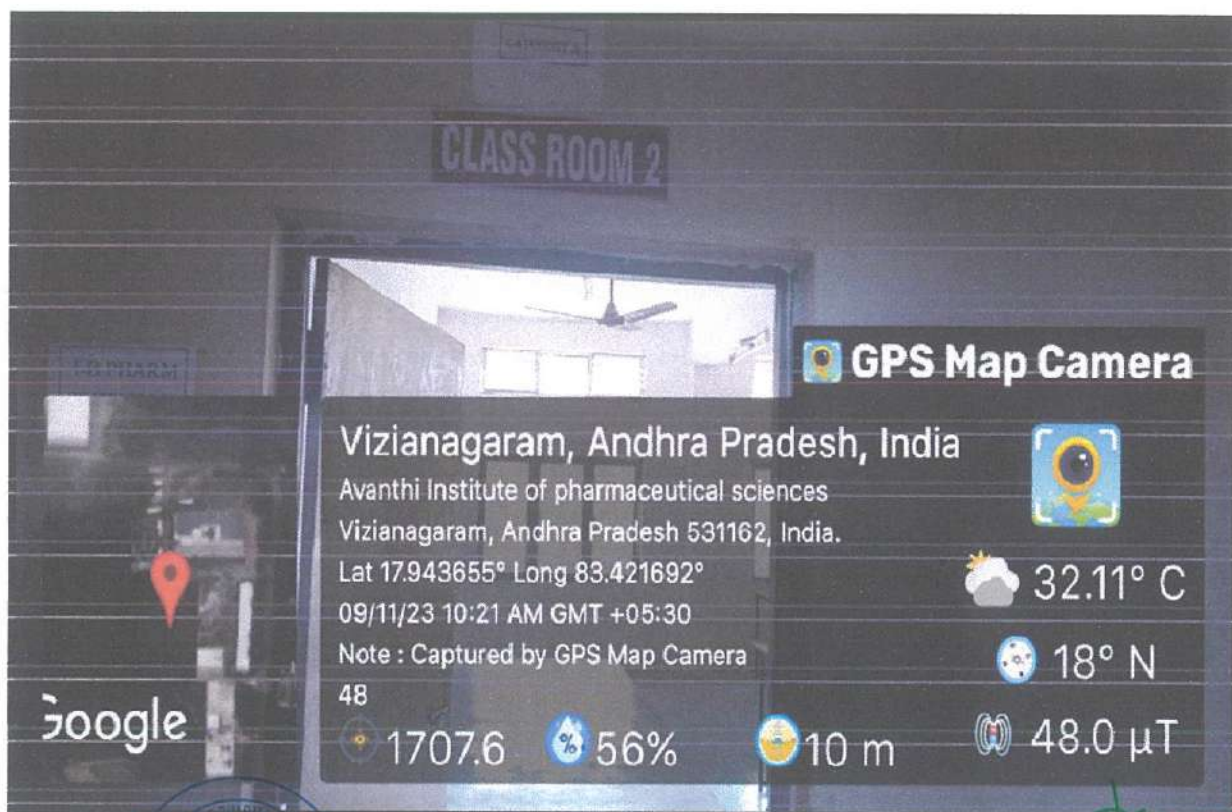 CLASS ROOM 2
GPS Map Camera
Vizianagaram, Andhra Pradesh, India
Avanthi Institute of pharmaceutical sciences
Vizianagaram, Andhra Pradesh 531162, India.
Lat 17.943655° Long 83.421692°
09/11/23 10:21 AM GMT +05:30
Note : Captured by GPS Map Camera
48
32.11° C
18° N
Google
1707.6
56%
10 m
48.0 µT